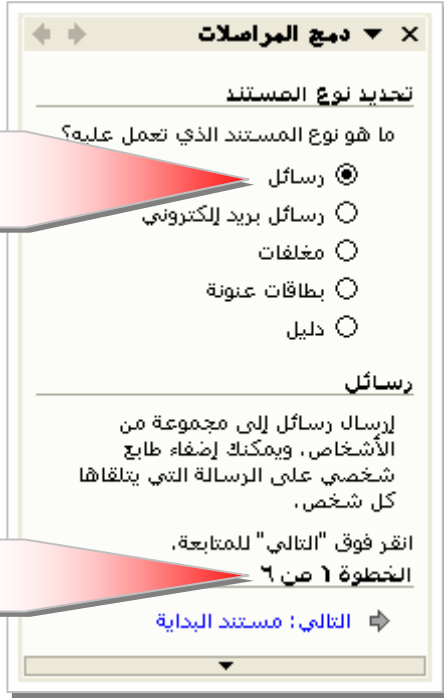 دمج المراسلات
تحديد نوع المستند
ما هو نوع المستند الذي تعمل عليه؟
رسائل
رسائل بريد إلكتروني
مغلفات
بطاقات عنونة
دليل
رسائل
إرسال رسائل إلى مجموعة من
الأشخاص. ويمكنك إضفاء طابع
شخصي على الرسالة التي يتلقاها
كل شخص.
انقر فوق "التالي" للمتابعة.
الخطوة ١ من ٦
التالي: مستند البداية